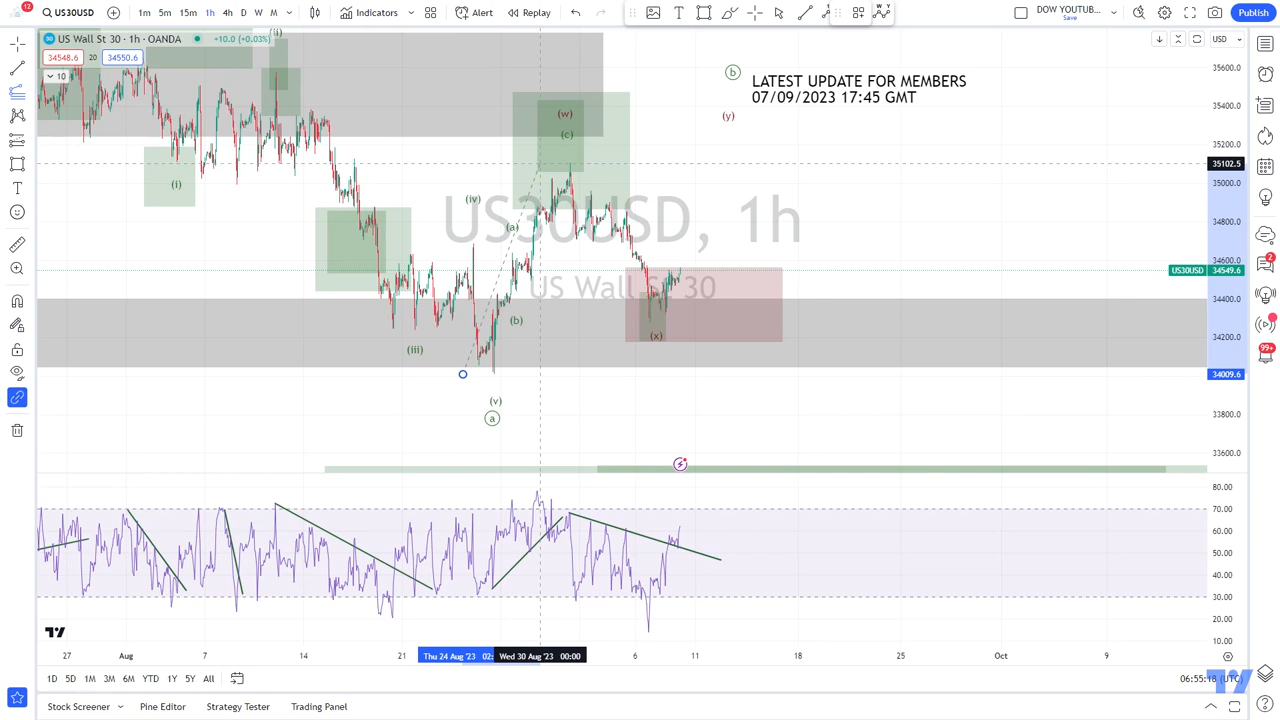 12
US30USD
1m 5m 15m 1h 4h D W M
Indicators
Alert
Replay
DOW YOUTUB...
Save
Publish
US Wall St 30 · 1h · OANDA
+10.0 (+0.03%)
34548.6
20
34550.6
10
USD
(ii)
LATEST UPDATE FOR MEMBERS
07/09/2023 17:45 GMT
b
(y)
(w)
(c)
(i)
(iv)
(a)
(b)
(iii)
(x)
(v)
a
US30USD, 1h
US Wall St 30
35600.0
35400.0
35200.0
35102.5
35000.0
34800.0
34600.0
US30USD
34549.6
34400.0
34200.0
34009.6
33800.0
33600.0
80.00
70.00
60.00
50.00
40.00
30.00
20.00
10.00
2
99+
27 Aug 7 14 21 Thu 24 Aug '23 02: Wed 30 Aug '23 00:00 6 11 18 25 Oct 9
1D 5D 1M 3M 6M YTD 1Y 5Y All
06:55:18 (UTC)
Stock Screener
Pine Editor
Strategy Tester
Trading Panel